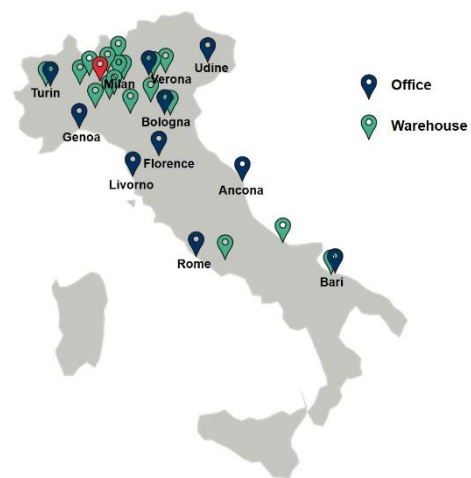 Udine
Office
Turin
Milan
Verona
Warehouse
Genoa
Bologna
Florence
Livorno
Ancona
Rome
Bari